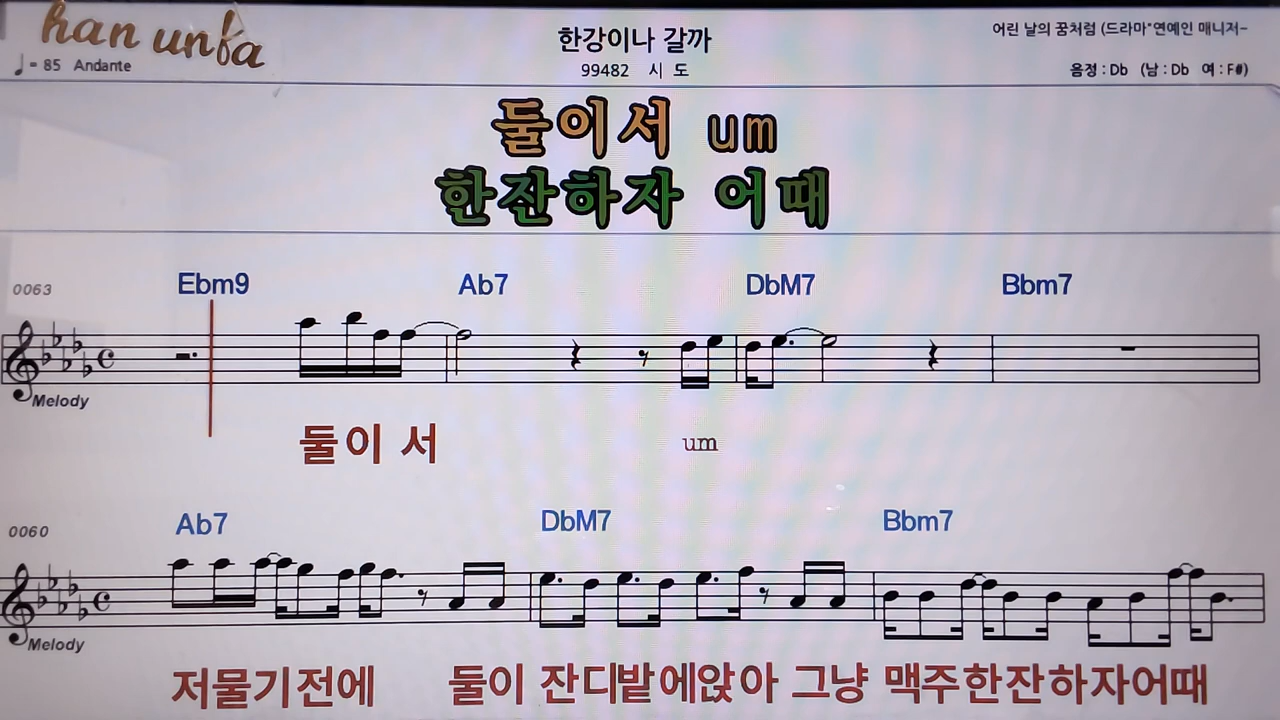 han unfa
♩= 85 Andante
한강이나 갈까
99482 시 도
어린 날의 꿈처럼 (드라마"연예인 매니저-
음정 : Db (남 : Db 여 : F#)
둘이서 um
한잔하자 어때
0063 Ebm9 Ab7 DbM7 Bbm7
Melody
둘이 서 um
0060 Ab7 DbM7 Bbm7
Melody
저물기전에 둘이 잔디밭에앉아 그냥 맥주한잔하자어때